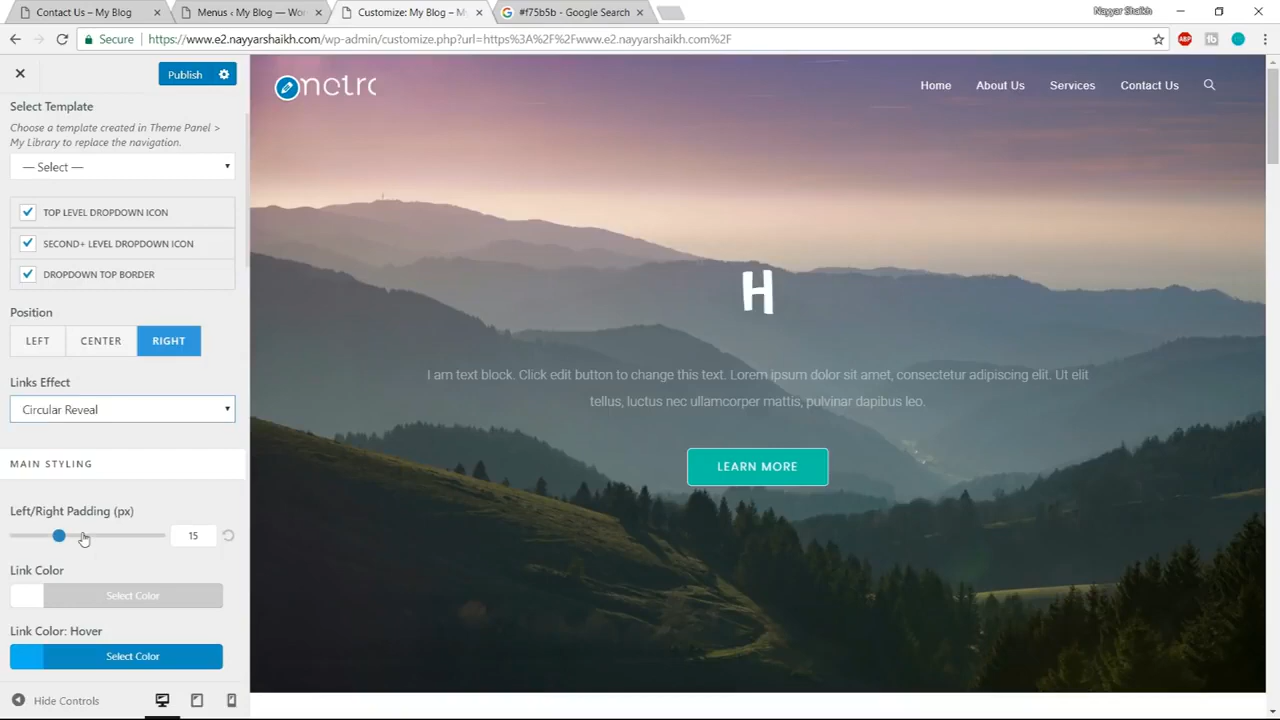 Contact Us – My Blog
Menus ‹ My Blog — Wor
Customize: My Blog – My
#f75b5b - Google Search
Nayyar Shaikh
Secure
https://www.e2.nayyarshaikh.com/wp-admin/customize.php?url=https%3A%2F%2Fwww.e2.nayyarshaikh.com%2F
ABP
Publish
Select Template
Choose a template created in Theme Panel >
My Library to replace the navigation.
— Select —
TOP LEVEL DROPDOWN ICON
SECOND+ LEVEL DROPDOWN ICON
DROPDOWN TOP BORDER
Position
LEFT
CENTER
RIGHT
Links Effect
Circular Reveal
MAIN STYLING
Left/Right Padding (px)
15
Link Color
Select Color
Link Color: Hover
Select Color
Hide Controls
Home
About Us
Services
Contact Us
H
I am text block. Click edit button to change this text. Lorem ipsum dolor sit amet, consectetur adipiscing elit. Ut elit
tellus, luctus nec ullamcorper mattis, pulvinar dapibus leo.
LEARN MORE